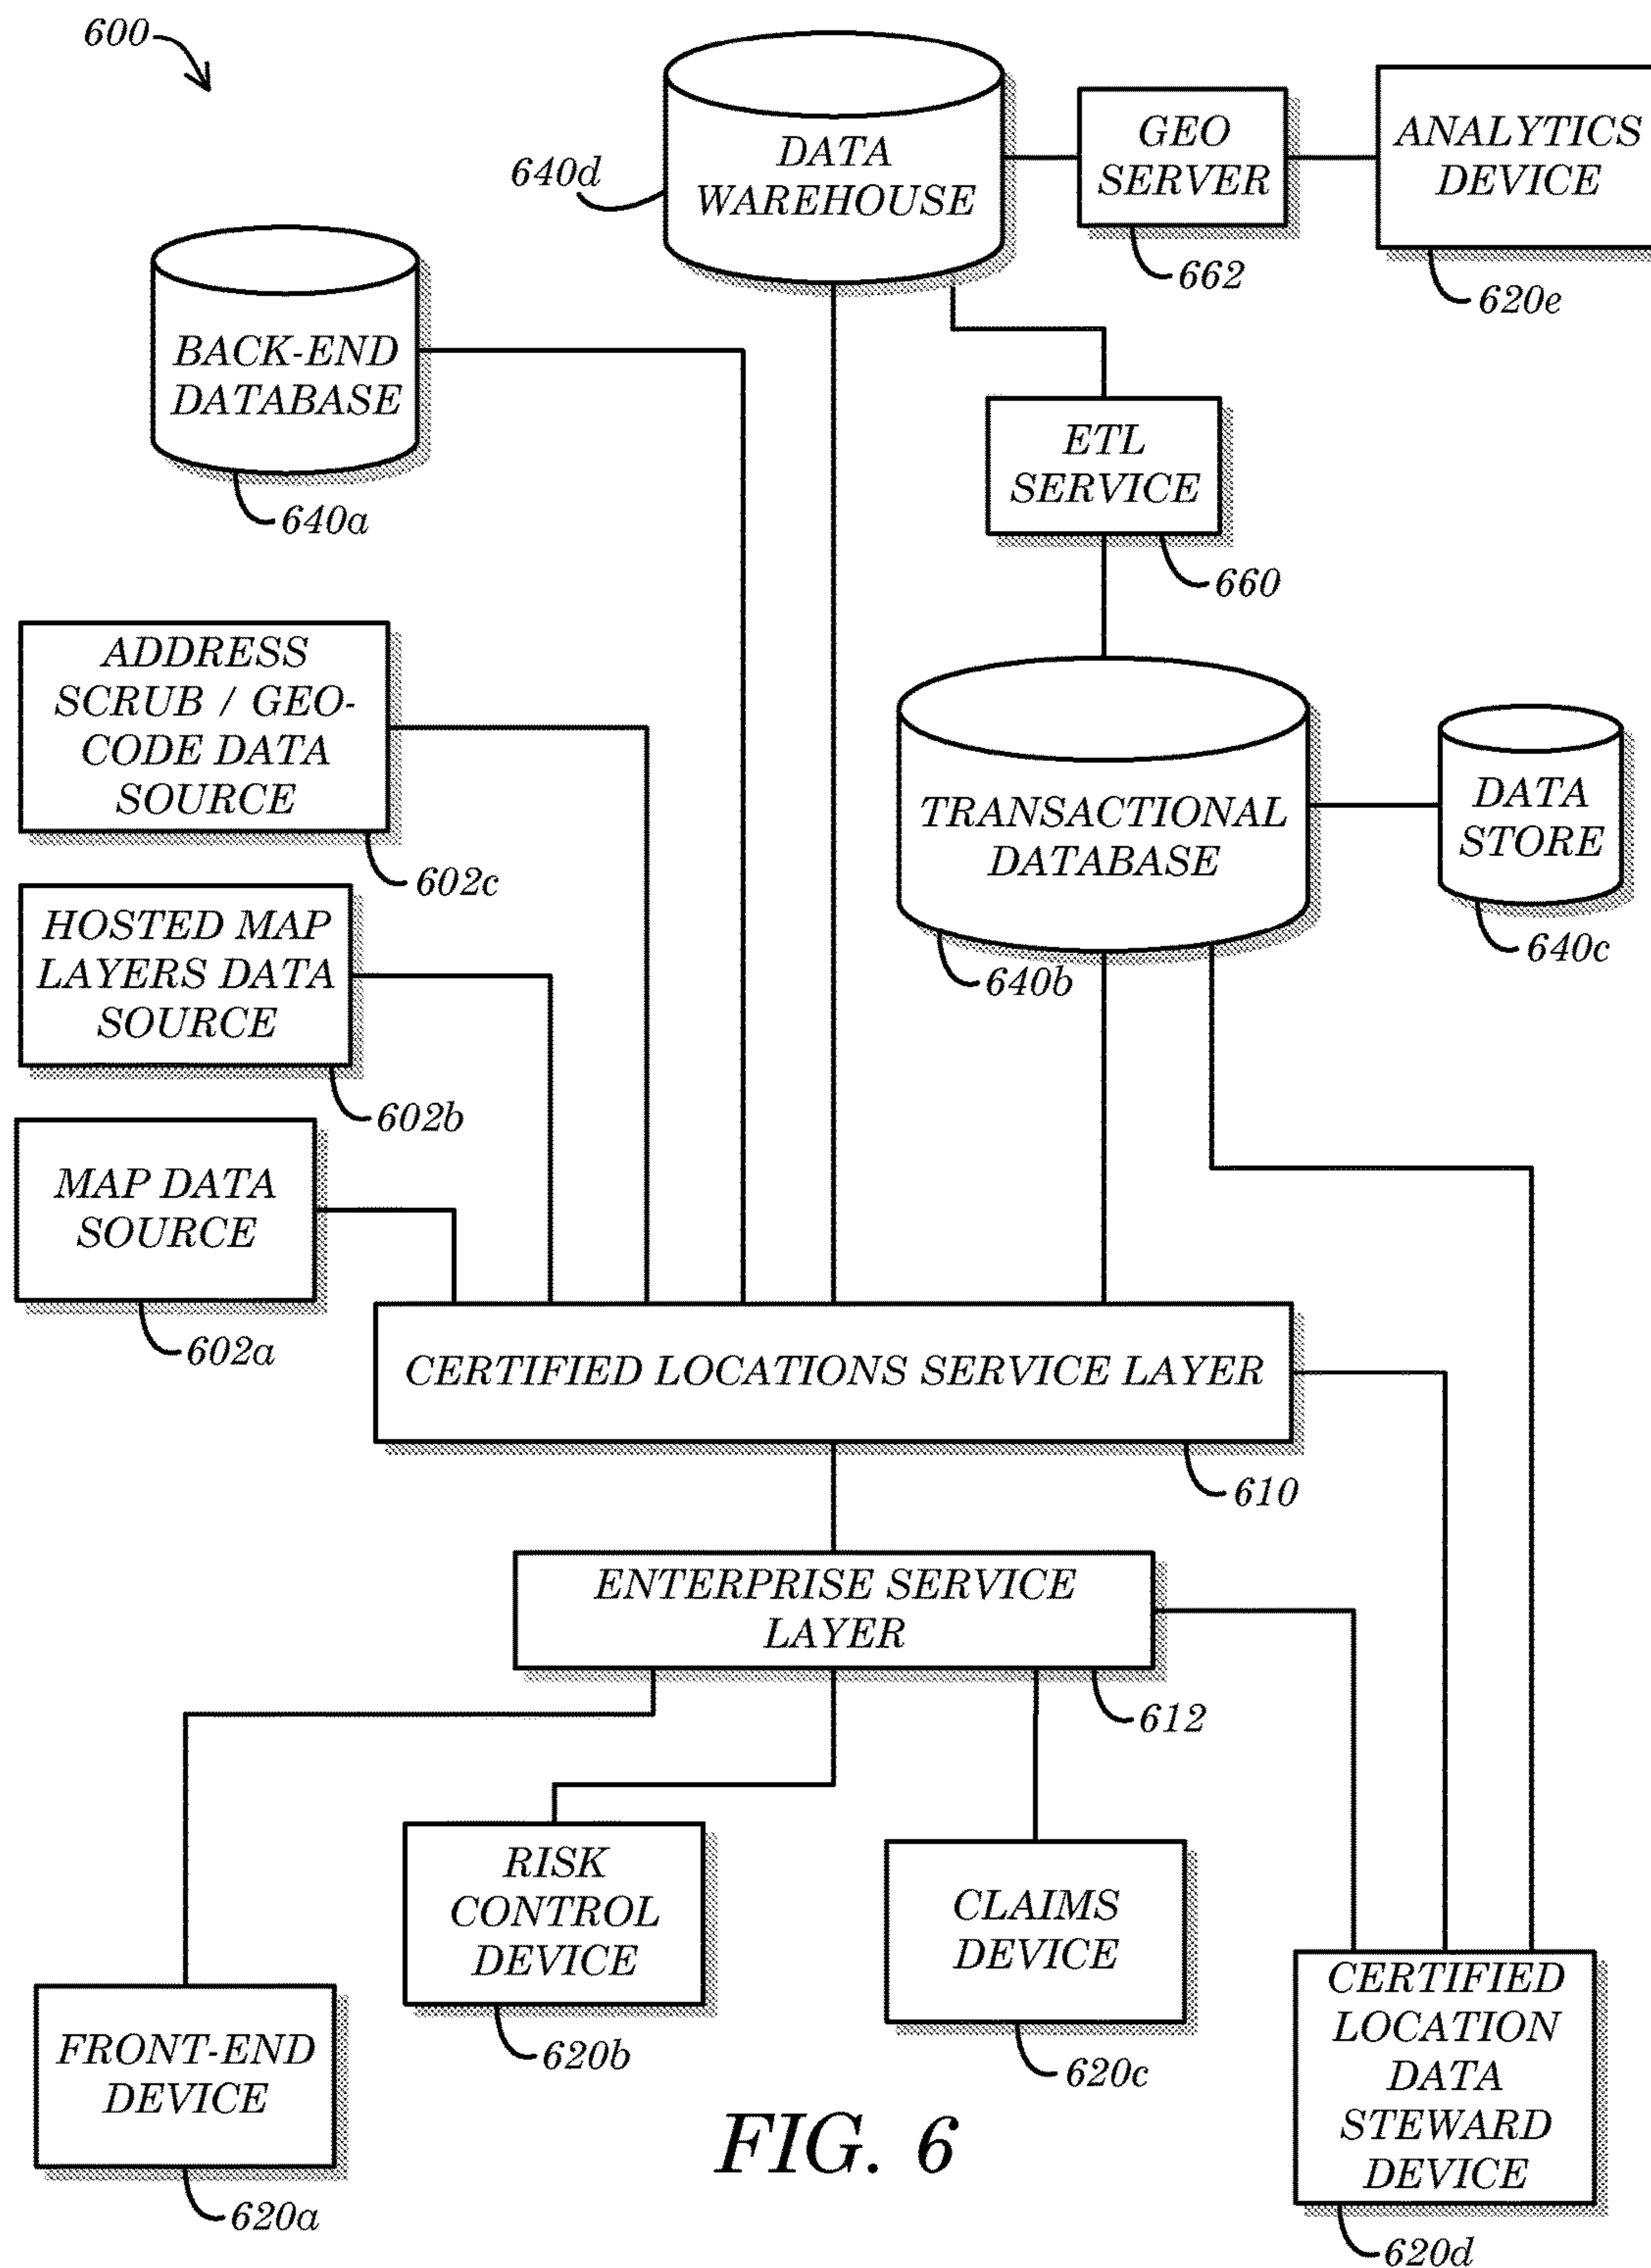 600
DATA
WAREHOUSE
640d
GEO
SERVER
662
ANALYTICS
DEVICE
620e
BACK-END
DATABASE
640a
ETL
SERVICE
660
ADDRESS
SCRUB / GEO-
CODE DATA
SOURCE
602c
TRANSACTIONAL
DATABASE
640b
DATA
STORE
640c
HOSTED MAP
LAYERS DATA
SOURCE
602b
MAP DATA
SOURCE
602a
CERTIFIED LOCATIONS SERVICE LAYER
610
ENTERPRISE SERVICE
LAYER
612
RISK
CONTROL
DEVICE
620b
CLAIMS
DEVICE
620c
FRONT-END
DEVICE
620a
CERTIFIED
LOCATION
DATA
STEWARD
DEVICE
620d
FIG. 6